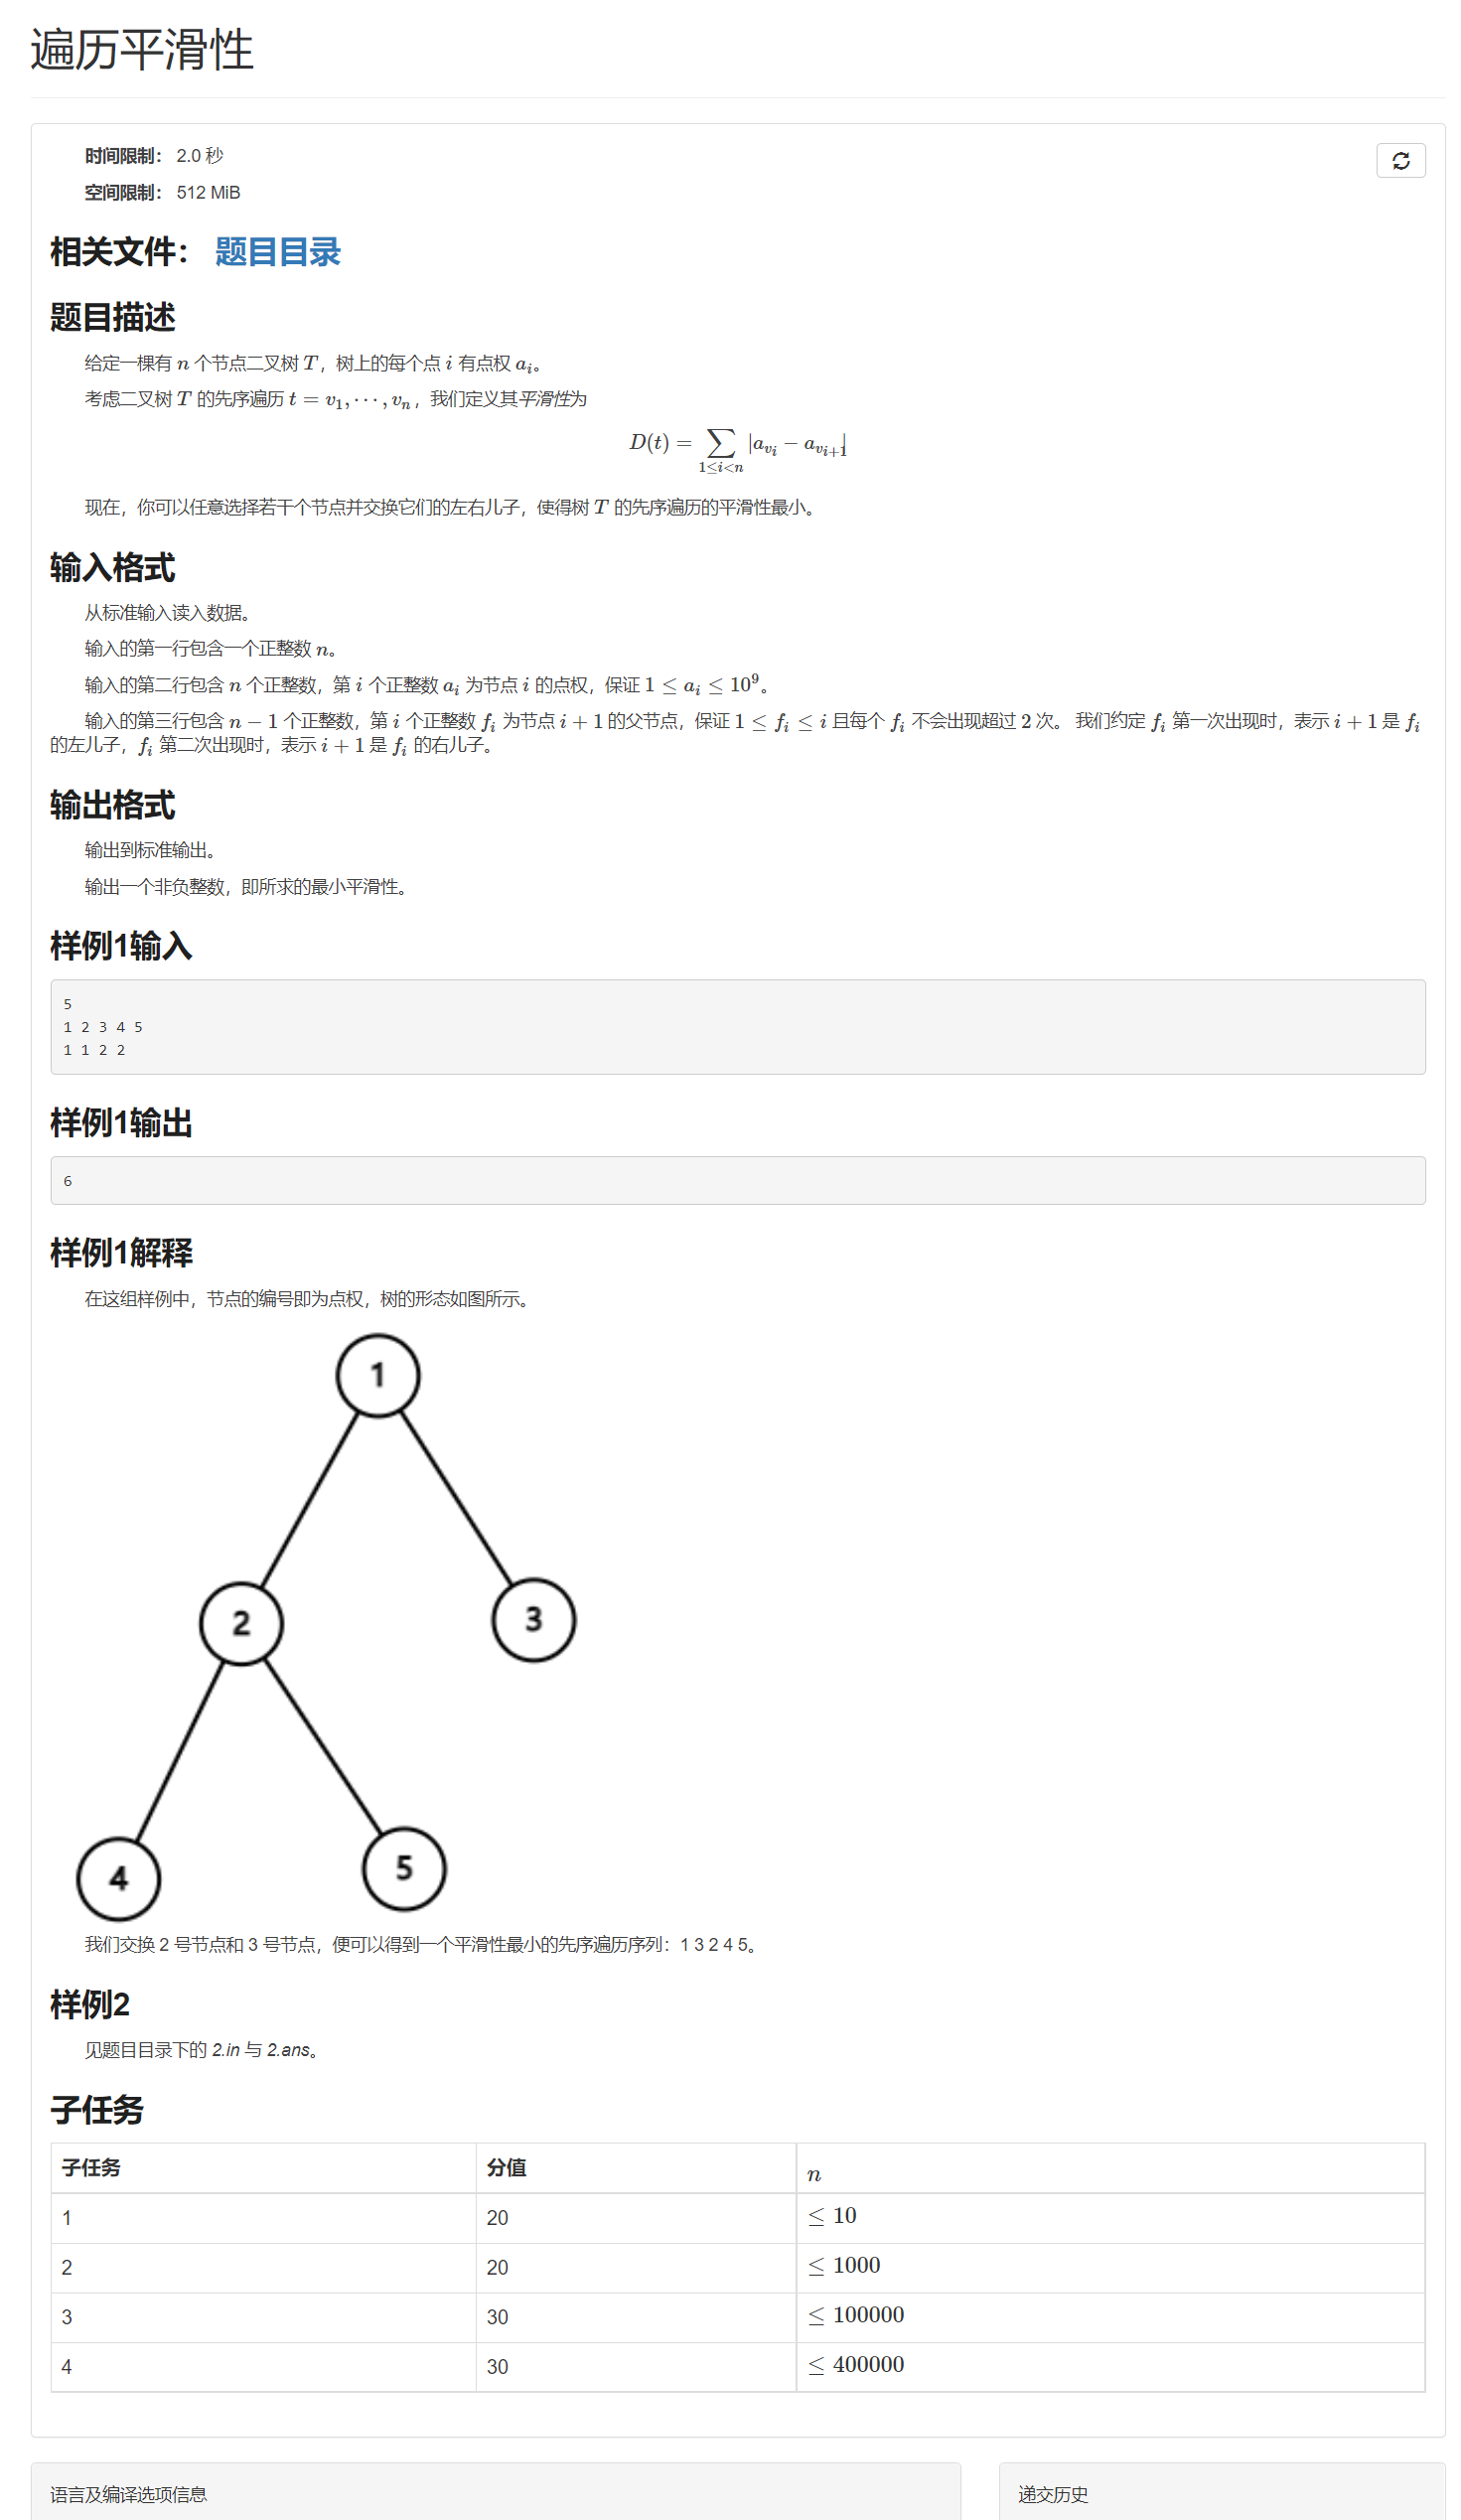 遍历平滑性
时间限制： 2.0 秒
空间限制： 512 MiB
相关文件： 题目目录
题目描述
给定一棵有 n 个节点二叉树 T，树上的每个点 i 有点权 a_i。
考虑二叉树 T 的先序遍历 t = v_1, ⋯, v_n，我们定义其平滑性为
D(t) = ∑_{1≤i<n} |a_{v_i} − a_{v_{i+1}}|
现在，你可以任意选择若干个节点并交换它们的左右儿子，使得树 T 的先序遍历的平滑性最小。
输入格式
从标准输入读入数据。
输入的第一行包含一个正整数 n。
输入的第二行包含 n 个正整数，第 i 个正整数 a_i 为节点 i 的点权，保证 1 ≤ a_i ≤ 10^9。
输入的第三行包含 n − 1 个正整数，第 i 个正整数 f_i 为节点 i + 1 的父节点，保证 1 ≤ f_i ≤ i 且每个 f_i 不会出现超过 2 次。 我们约定 f_i 第一次出现时，表示 i + 1 是 f_i
的左儿子，f_i 第二次出现时，表示 i + 1 是 f_i 的右儿子。
输出格式
输出到标准输出。
输出一个非负整数，即所求的最小平滑性。
样例1输入
5
1 2 3 4 5
1 1 2 2
样例1输出
6
样例1解释
在这组样例中，节点的编号即为点权，树的形态如图所示。
1
2
3
4
5
我们交换 2 号节点和 3 号节点，便可以得到一个平滑性最小的先序遍历序列：1 3 2 4 5。
样例2
见题目目录下的 2.in 与 2.ans。
子任务
子任务 分值 n
1 20 ≤ 10
2 20 ≤ 1000
3 30 ≤ 100000
4 30 ≤ 400000
语言及编译选项信息
递交历史